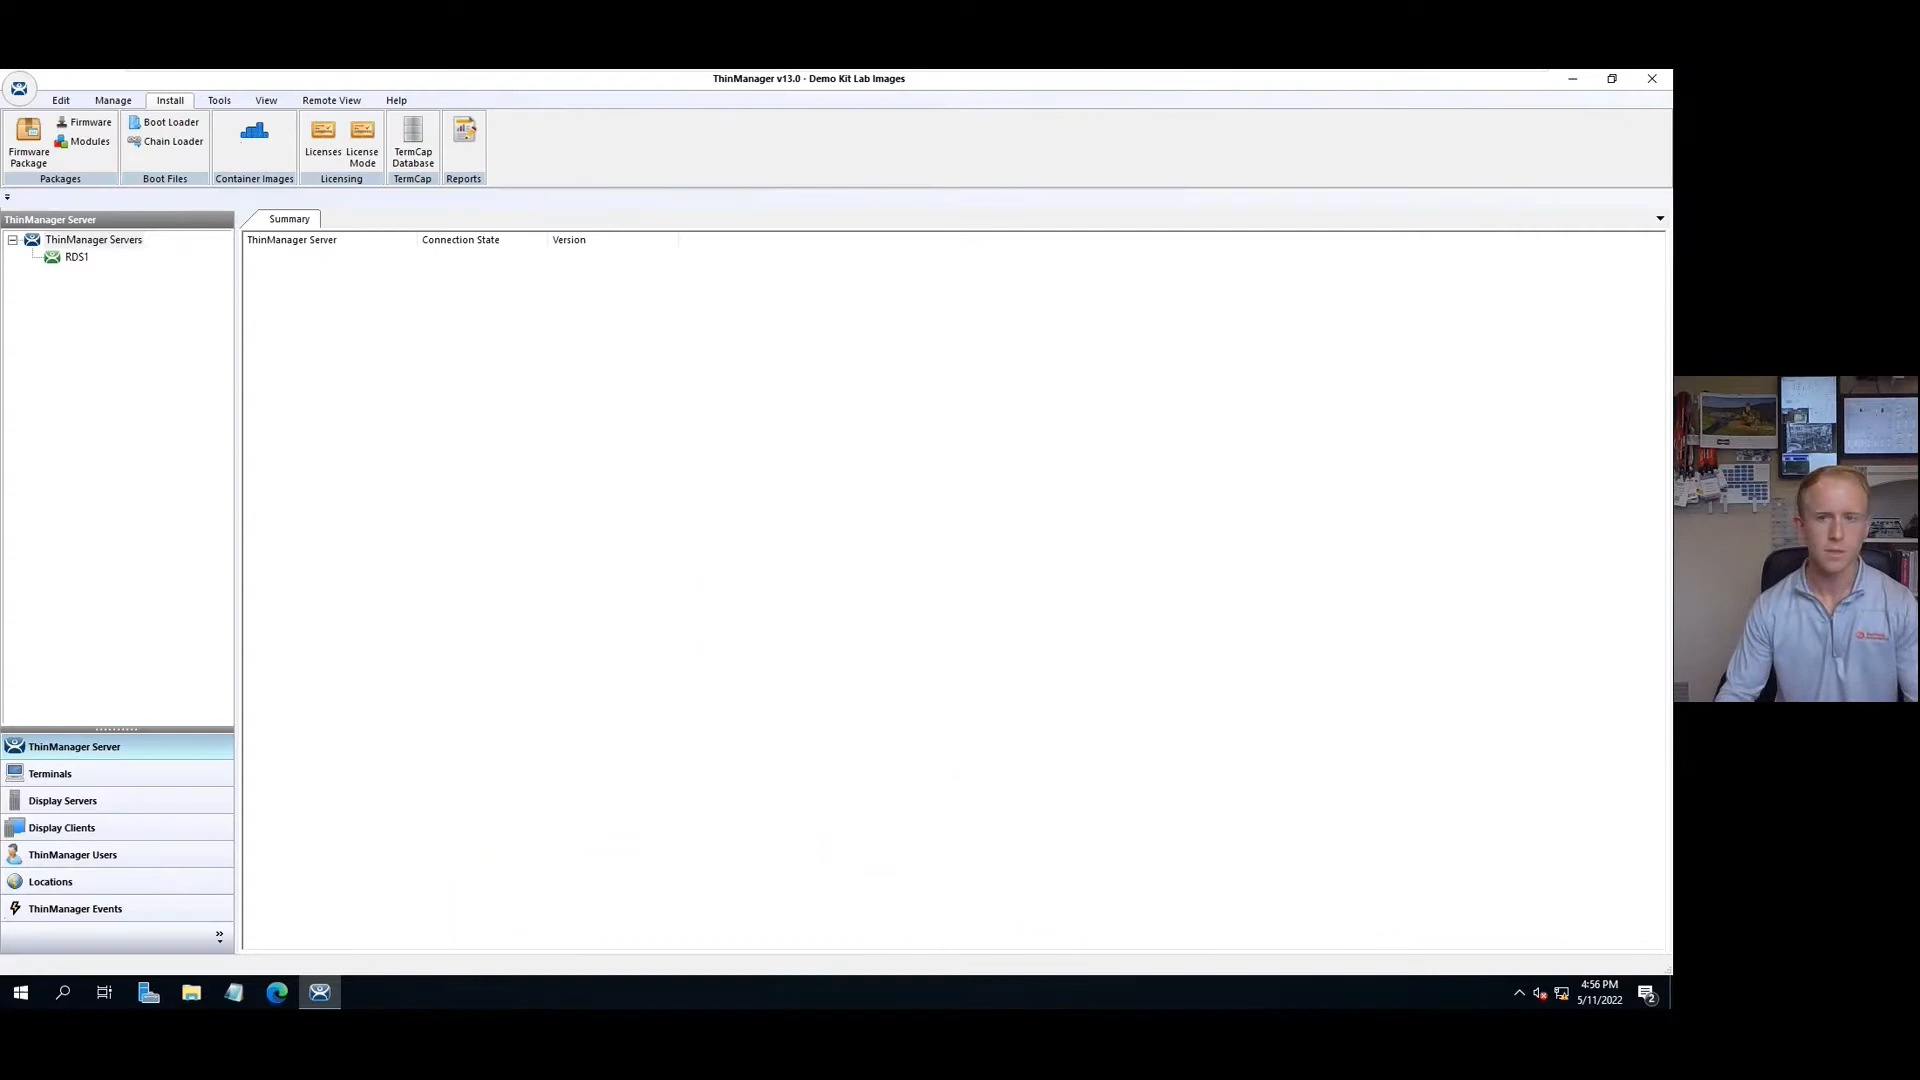 ThinManager v13.0 - Demo Kit Lab Images
Edit Manage Install Tools View Remote View Help
Firmware Package
Firmware
Modules
Packages
Boot Loader
Chain Loader
Boot Files
Container Images
Licenses
License Mode
Licensing
TermCap Database
TermCap
Reports
ThinManager Server
ThinManager Servers
RDS1
Summary
ThinManager Server Connection State Version
ThinManager Server
Terminals
Display Servers
Display Clients
ThinManager Users
Locations
ThinManager Events
4:56 PM
5/11/2022
2